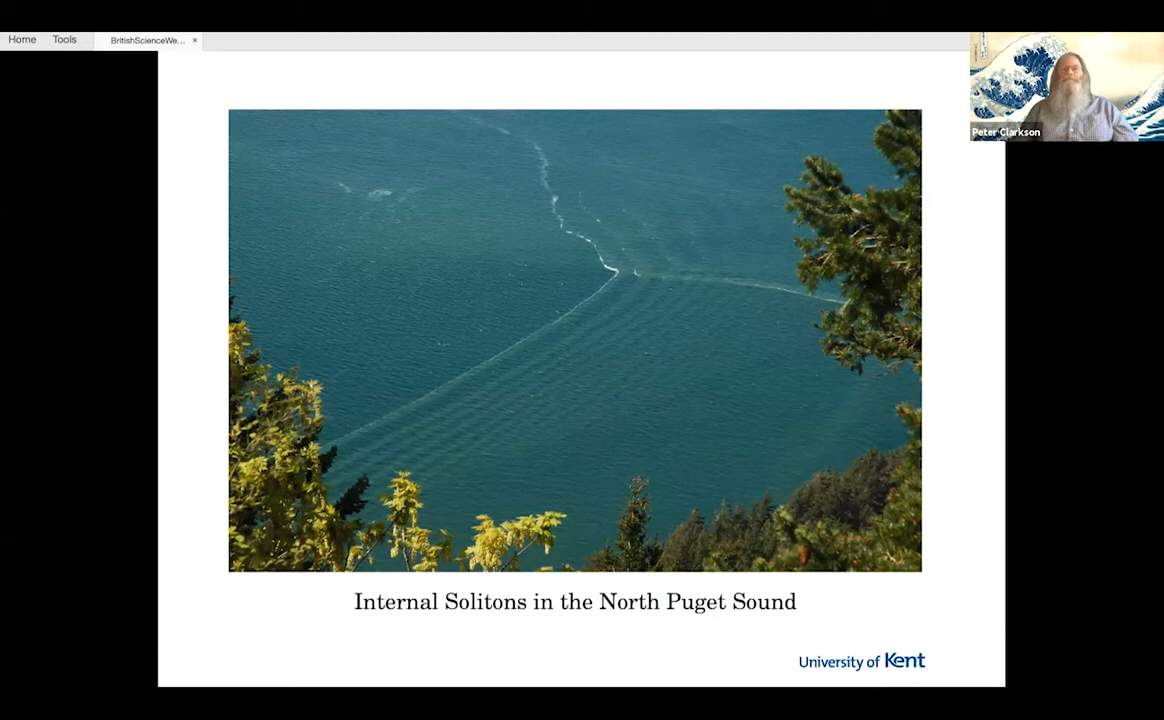 Home Tools BritishScienceWe... ×
Peter Clarkson
Internal Solitons in the North Puget Sound
University of Kent